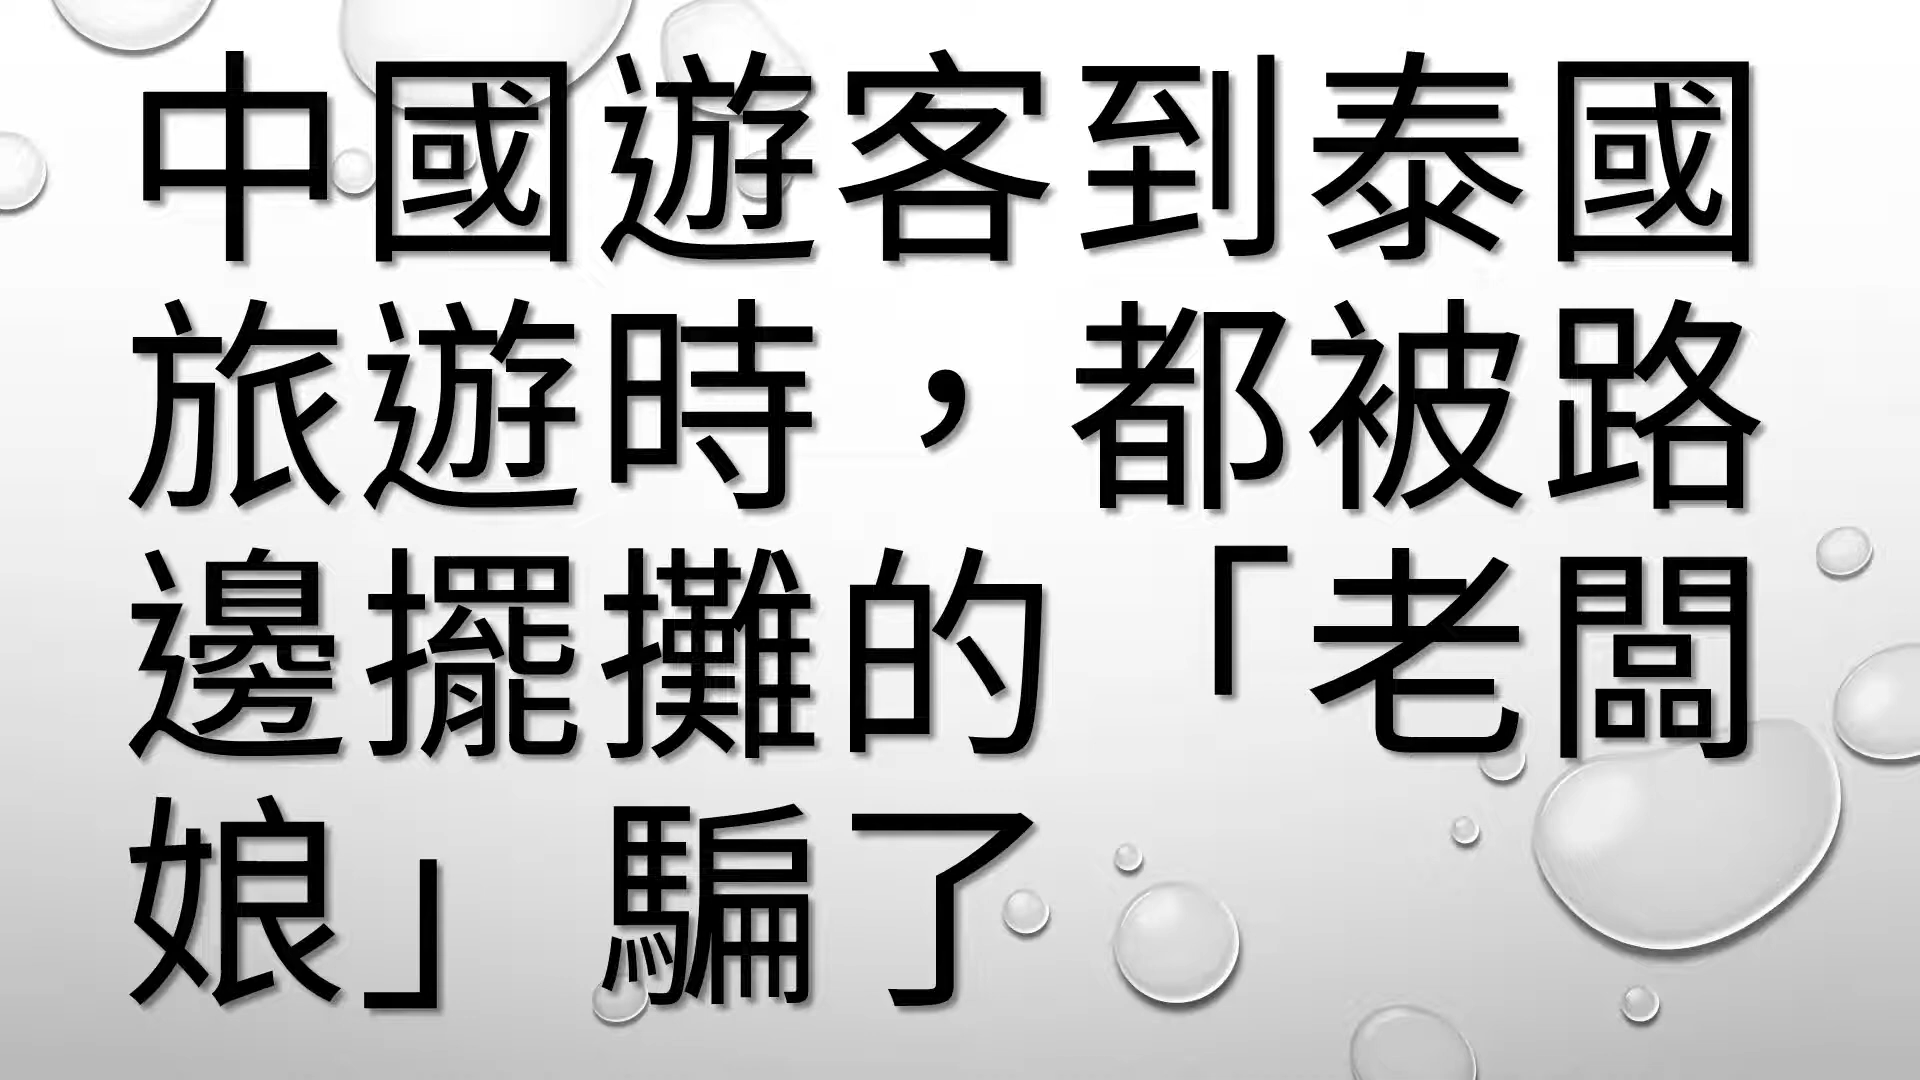 中國遊客到泰國
旅遊時，都被路
邊擺攤的「老闆
娘」騙了